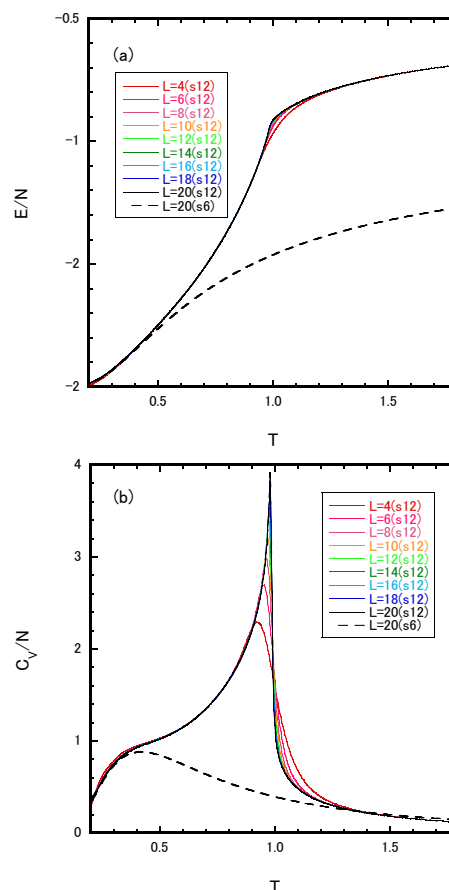 -0.5
(a)
L=4(s12)
L=6(s12)
L=8(s12)
L=10(s12)
L=12(s12)
L=14(s12)
L=16(s12)
L=18(s12)
L=20(s12)
L=20(s6)
-1
E/N
-2
-2
0.5 1.0 1.5
T
4
(b)
L=4(s12)
L=6(s12)
L=8(s12)
L=10(s12)
L=12(s12)
L=14(s12)
L=16(s12)
L=18(s12)
L=20(s12)
L=20(s6)
3
2
C_V/N
1
0
0.5 1.0 1.5
T